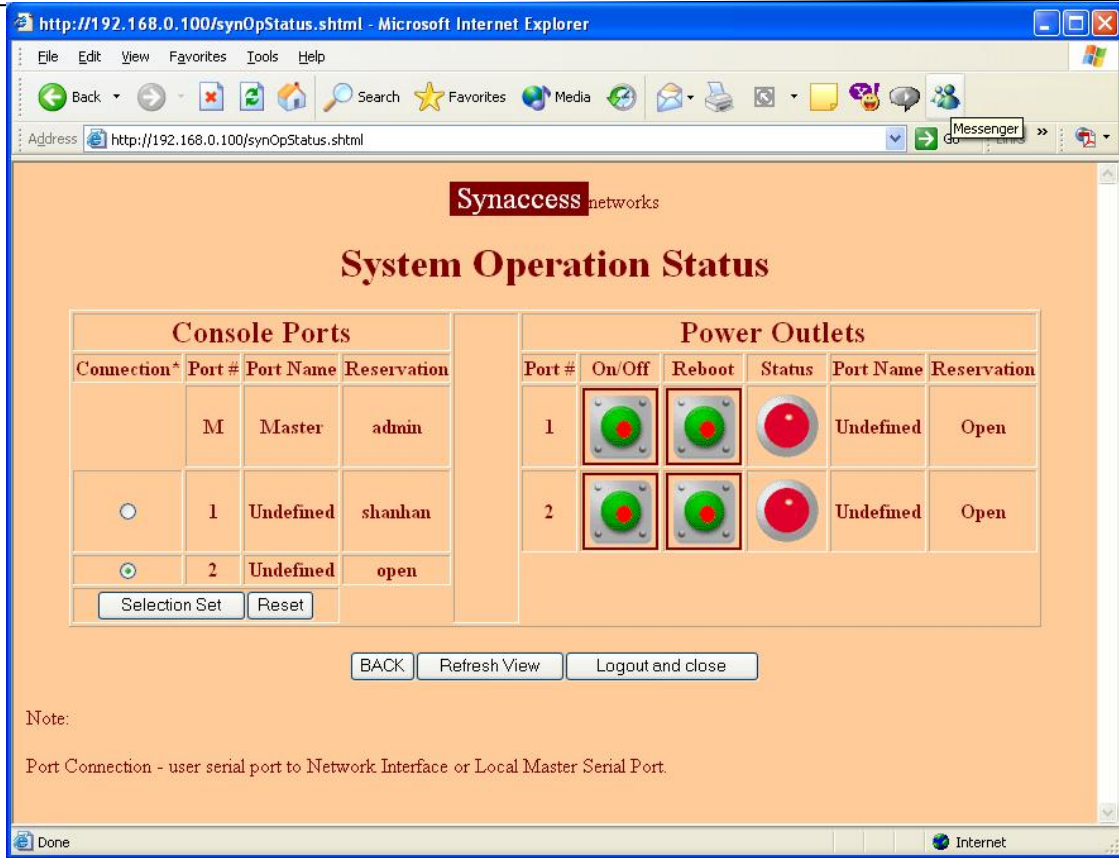 http://192.168.0.100/synOpStatus.shtml - Microsoft Internet Explorer
File Edit View Favorites Tools Help
Back Search Favorites Media
Address http://192.168.0.100/synOpStatus.shtml
Messenger
Synaccess networks
System Operation Status
Console Ports Power Outlets
Connection* Port # Port Name Reservation Port # On/Off Reboot Status Port Name Reservation
M Master admin 1 Undefined Open
1 Undefined shanhan 2 Undefined Open
2 Undefined open
Selection Set Reset
BACK Refresh View Logout and close
Note:
Port Connection - user serial port to Network Interface or Local Master Serial Port.
Done Internet